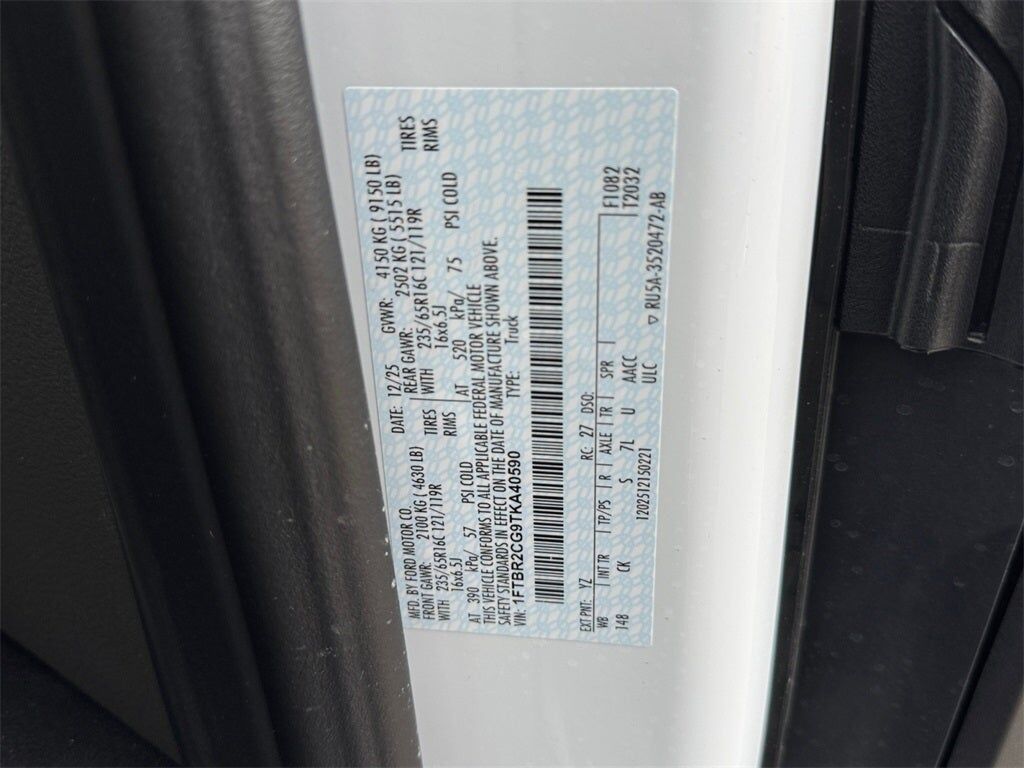 MFD. BY FORD MOTOR CO. DATE: 12/25 GVWR: 4150 KG ( 9150 LB)
FRONT GAWR: 2100 KG ( 4630 LB) REAR GAWR: 2502 KG ( 5515 LB)
WITH 235/65R16C 121/119R TIRES WITH 235/65R16C 121/119R TIRES
16x6.5J RIMS 16x6.5J RIMS
AT 390 kPa/ 57 PSI COLD AT 520 kPa/ 75 PSI COLD
THIS VEHICLE CONFORMS TO ALL APPLICABLE FEDERAL MOTOR VEHICLE
SAFETY STANDARDS IN EFFECT ON THE DATE OF MANUFACTURE SHOWN ABOVE.
VIN: 1FTBR2CG9TKA40590 TYPE: Truck
EXT PNT: YZ RC: 27 DSO: F1082
WB INT TR TP/PS R AXLE TR SPR T2032
148 CK S 7L U AACC
ULC
1202512150221 ▽ RU5A-3520472-AB